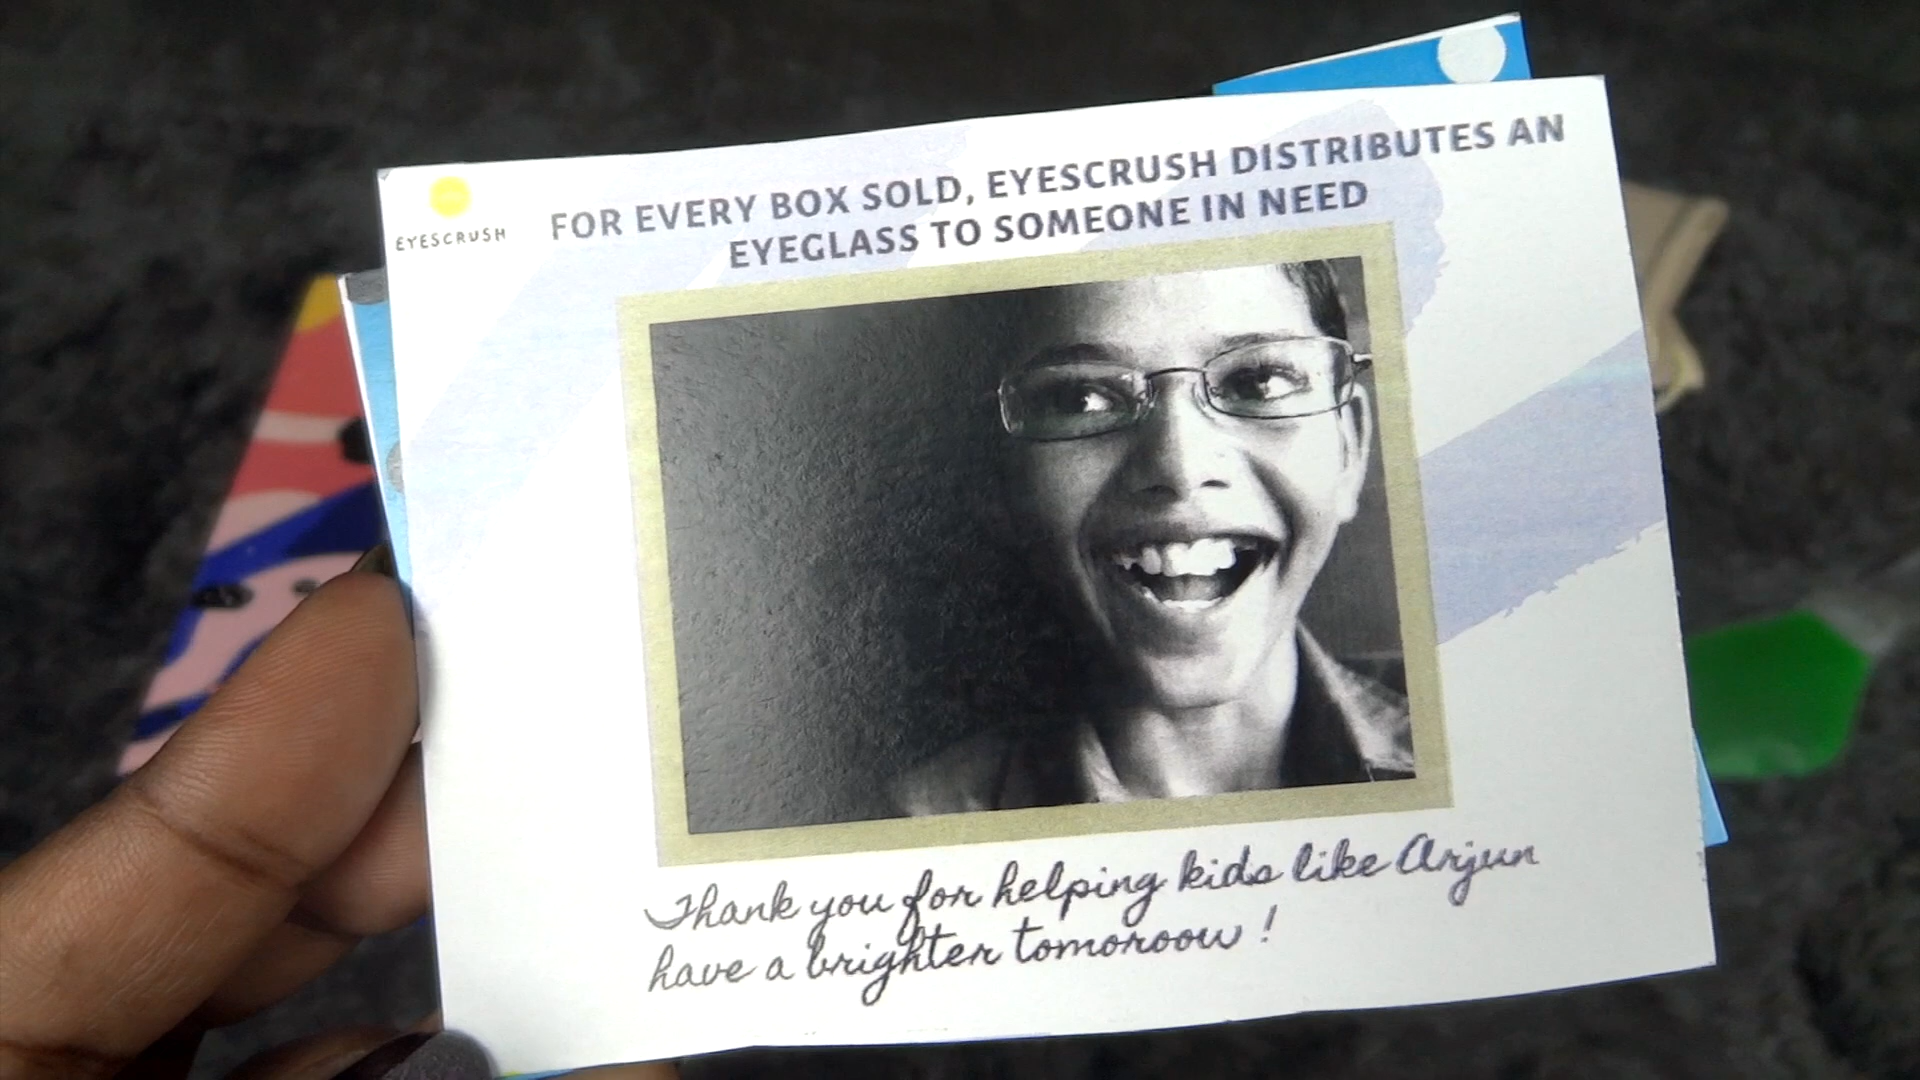 EYESCRUSH
FOR EVERY BOX SOLD, EYESCRUSH DISTRIBUTES AN
EYEGLASS TO SOMEONE IN NEED
Thank you for helping kids like Arjun
have a brighter tomoroow !